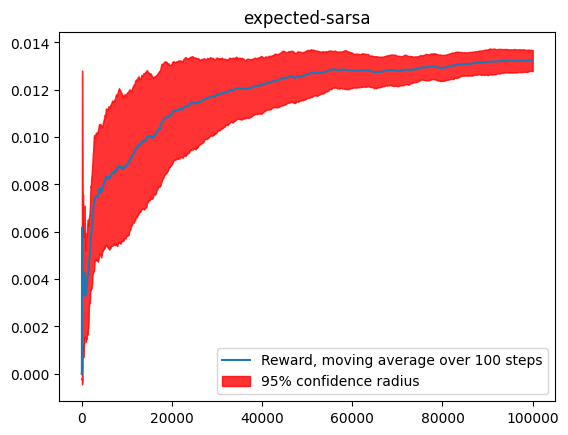 expected-sarsa
0.014
0.012
0.010
0.008
0.006
0.004
0.002
0.000
Reward, moving average over 100 steps
95% confidence radius
0 20000 40000 60000 80000 100000